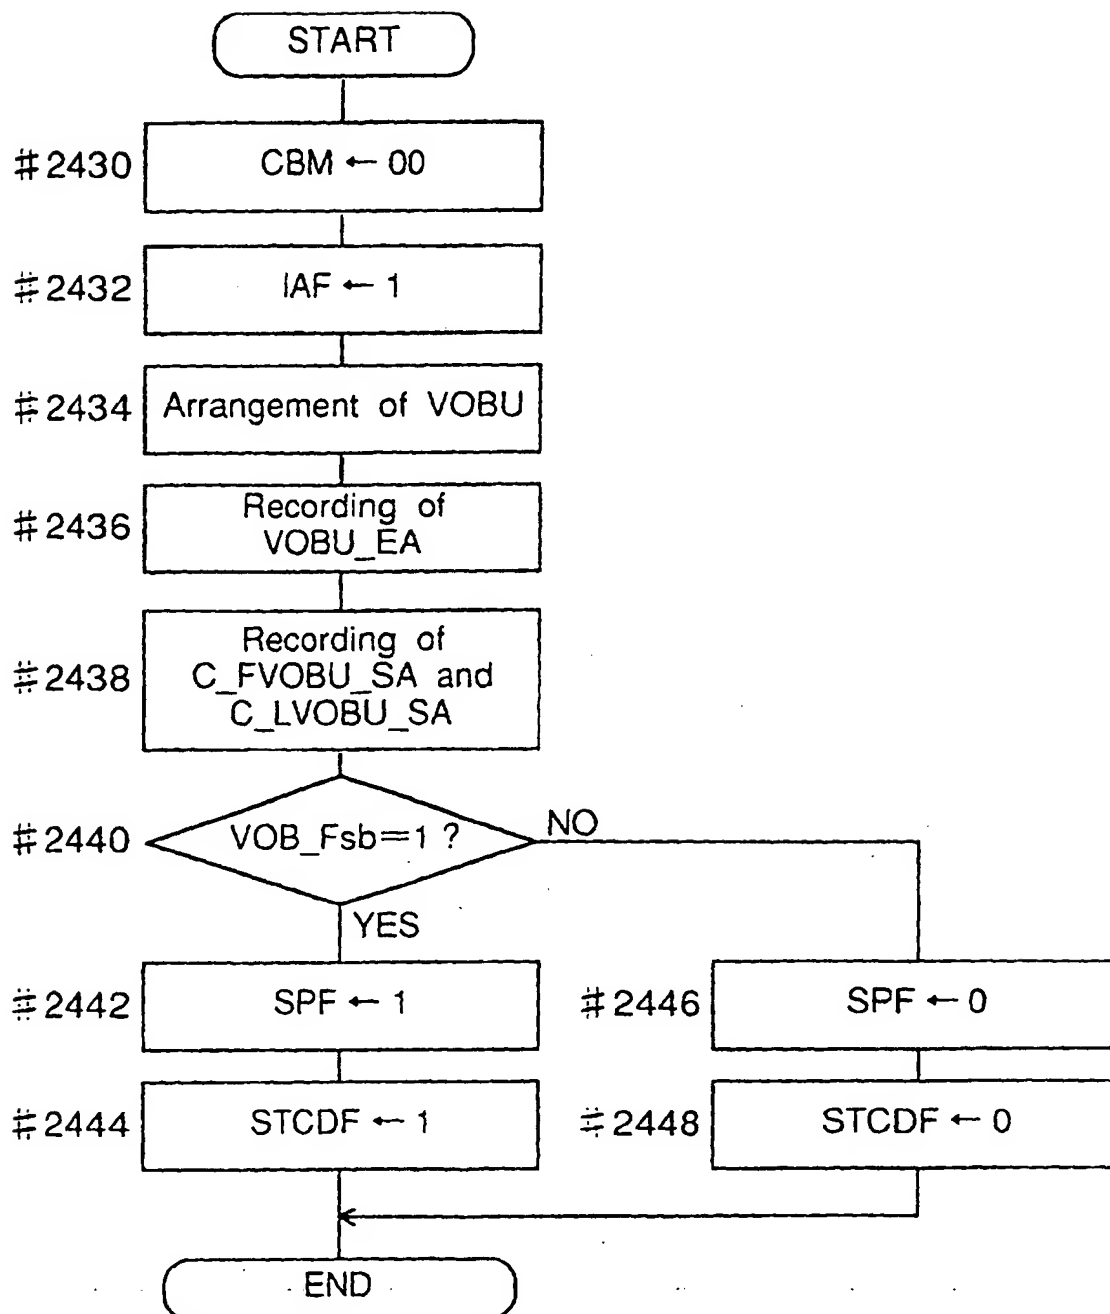 START
#2430
CBM ← 00
#2432
IAF ← 1
#2434
Arrangement of VOBU
#2436
Recording of
VOBU_EA
#2438
Recording of
C_FVOBU_SA and
C_LVOBU_SA
#2440
VOB_Fsb=1 ?
NO
YES
#2442
SPF ← 1
#2446
SPF ← 0
#2444
STCDF ← 1
#2448
STCDF ← 0
END